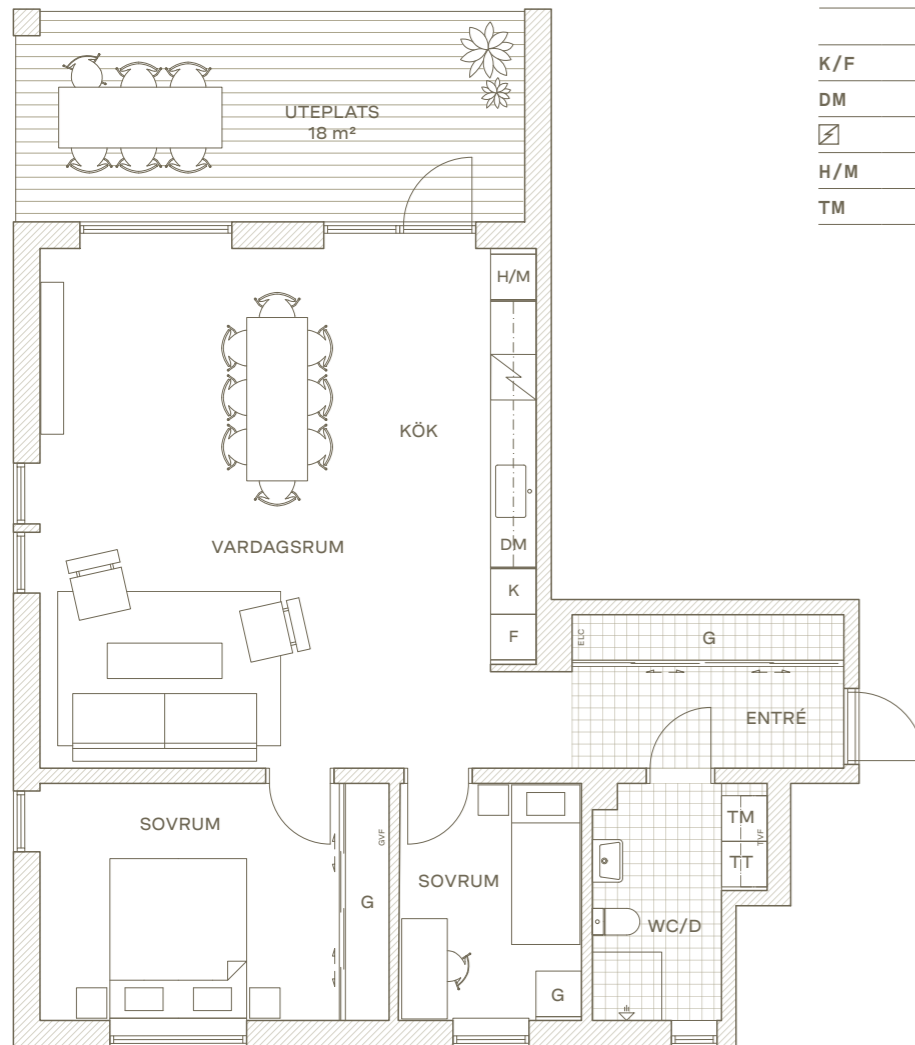 K/F
DM
H/M
TM
UTEPLATS
18 m²
H/M
KÖK
VARDAGSRUM
DM
K
F
ELC
G
ENTRÉ
SOVRUM
GVF
G
SOVRUM
G
TM
TVF
TT
WC/D